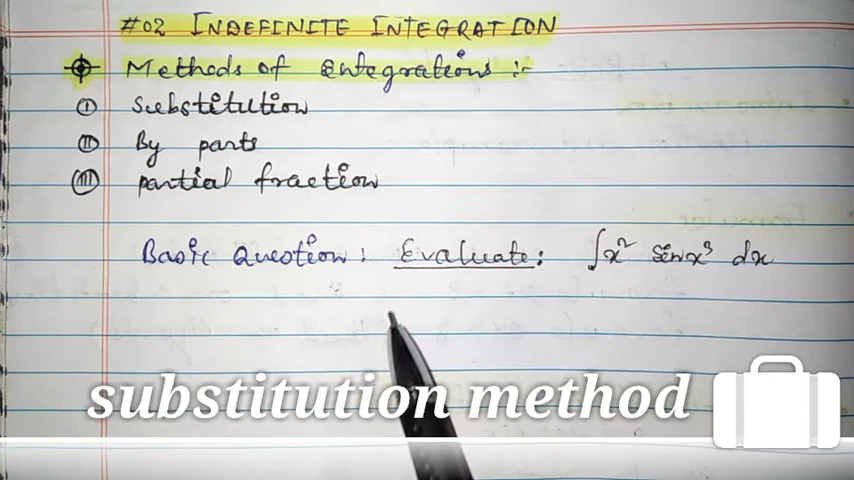 #02 INDEFINITE INTEGRATION
Methods of integrations :-
I Substitution
II By parts
III partial fraction
Basic Question: Evaluate: ∫x² sinx³ dx
substitution method